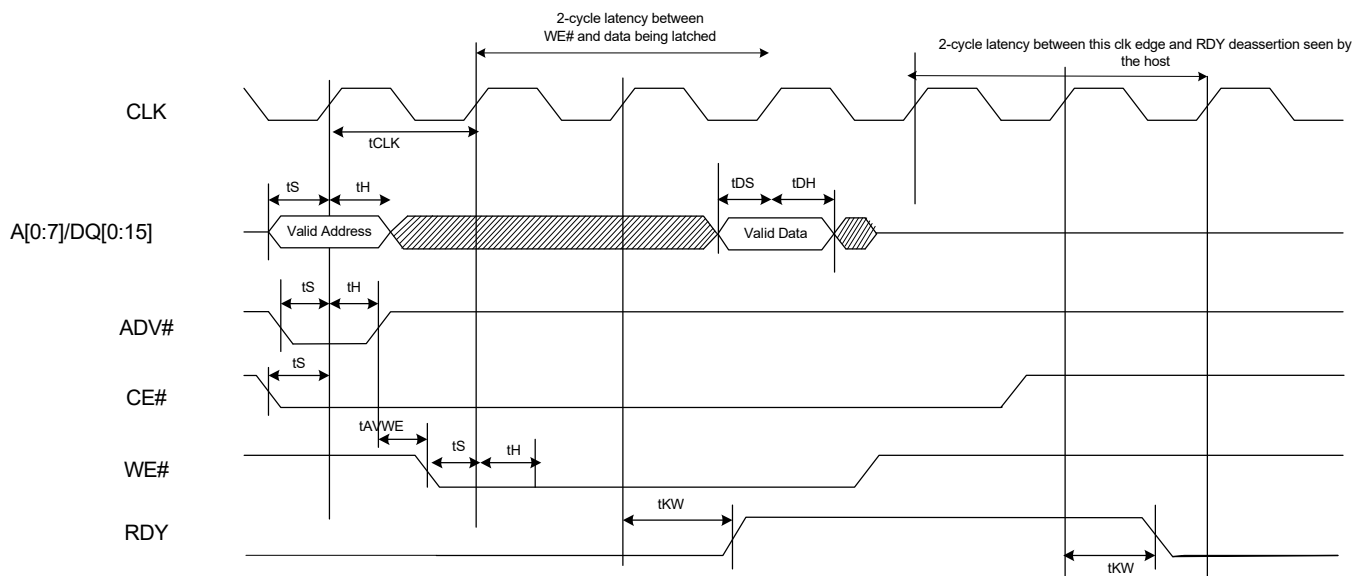 2-cycle latency between
WE# and data being latched
2-cycle latency between this clk edge and RDY deassertion seen by
the host
CLK
tCLK
tS
tH
tDS
tDH
A[0:7]/DQ[0:15]
Valid Address
Valid Data
tS
tH
ADV#
tS
CE#
tAVWE
tS
tH
WE#
tKW
RDY
tKW